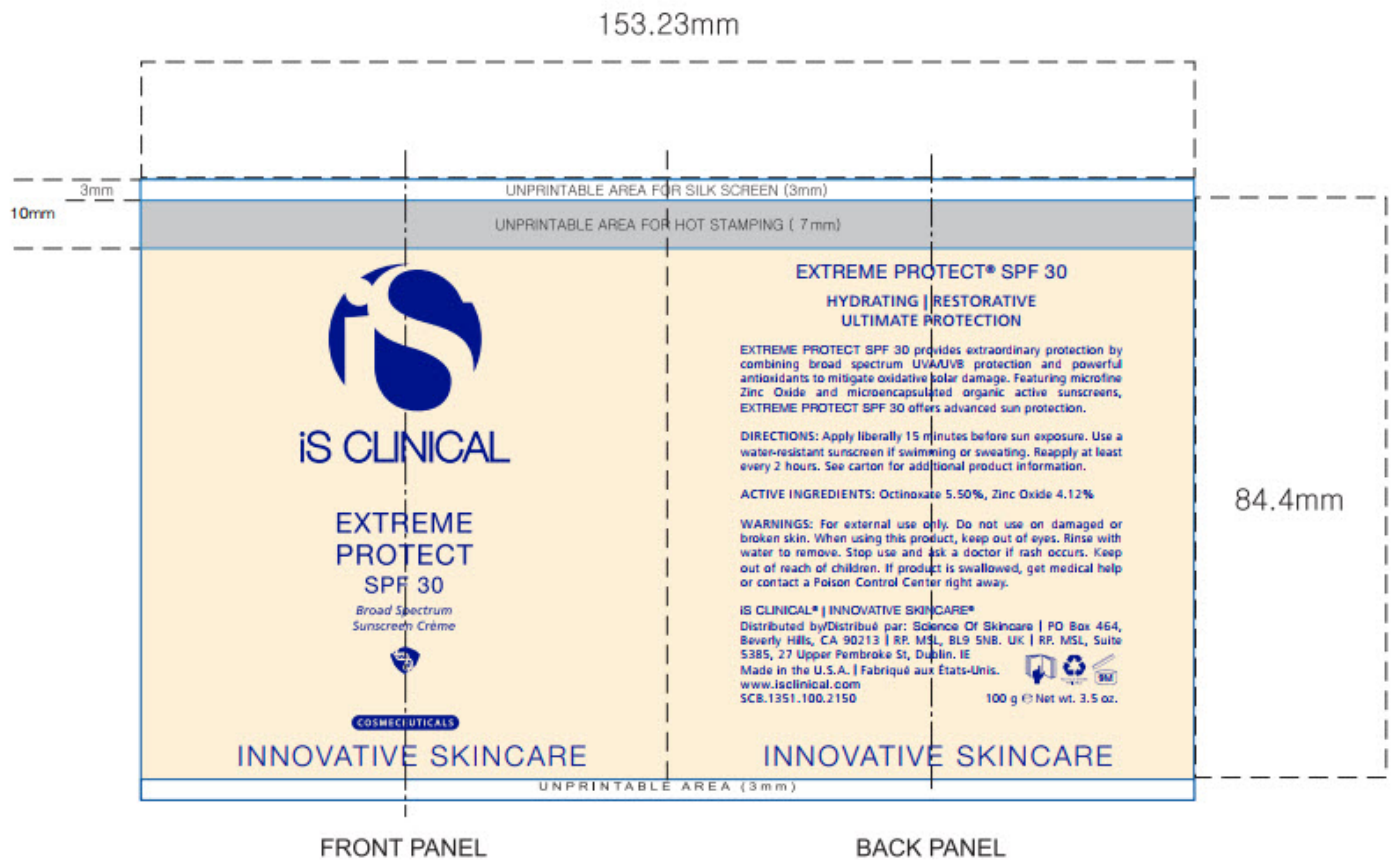 153.23mm
3mm
10mm
UNPRINTABLE AREA FOR SILK SCREEN (3mm)
UNPRINTABLE AREA FOR HOT STAMPING ( 7mm)
iS
iS CLINICAL
EXTREME
PROTECT
SPF 30
Broad Spectrum
Sunscreen Crème
COSMECEUTICALS
INNOVATIVE SKINCARE
EXTREME PROTECT® SPF 30
HYDRATING | RESTORATIVE
ULTIMATE PROTECTION
EXTREME PROTECT SPF 30 provides extraordinary protection by
combining broad spectrum UVA/UVB protection and powerful
antioxidants to mitigate oxidative solar damage. Featuring microfine
Zinc Oxide and microencapsulated organic active sunscreens,
EXTREME PROTECT SPF 30 offers advanced sun protection.
DIRECTIONS: Apply liberally 15 minutes before sun exposure. Use a
water-resistant sunscreen if swimming or sweating. Reapply at least
every 2 hours. See carton for additional product information.
ACTIVE INGREDIENTS: Octinoxate 5.50%, Zinc Oxide 4.12%
WARNINGS: For external use only. Do not use on damaged or
broken skin. When using this product, keep out of eyes. Rinse with
water to remove. Stop use and ask a doctor if rash occurs. Keep
out of reach of children. If product is swallowed, get medical help
or contact a Poison Control Center right away.
iS CLINICAL® | INNOVATIVE SKINCARE®
Distributed by/Distribué par: Science Of Skincare | PO Box 464,
Beverly Hills, CA 90213 | RP. MSL, BL9 5NB. UK | RP. MSL, Suite
5385, 27 Upper Pembroke St, Dublin. IE
Made in the U.S.A. | Fabriqué aux États-Unis.
www.isclinical.com
SCB.1351.100.2150
9M
100 g ℮ Net wt. 3.5 oz.
INNOVATIVE SKINCARE
84.4mm
UNPRINTABLE AREA (3mm)
FRONT PANEL
BACK PANEL